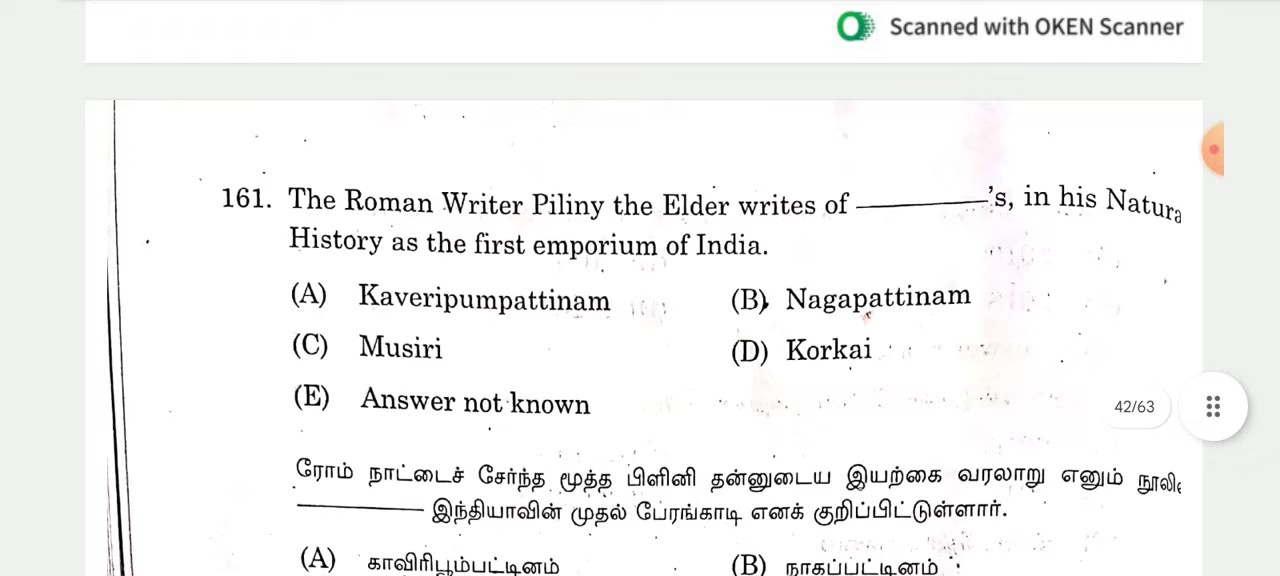 Scanned with OKEN Scanner
161. The Roman Writer Piliny the Elder writes of ________'s, in his Natura
History as the first emporium of India.
(A) Kaveripumpattinam (B) Nagapattinam
(C) Musiri (D) Korkai
(E) Answer not known
42/63
ரோம் நாட்டைச் சேர்ந்த மூத்த பிளினி தன்னுடைய இயற்கை வரலாறு எனும்
________ இந்தியாவின் முதல் பேரங்காடி எனக் குறிப்பிட்டுள்ளார்.
(A) காவிரிபூம்பட்டினம் (B) நாகப்பட்டினம்